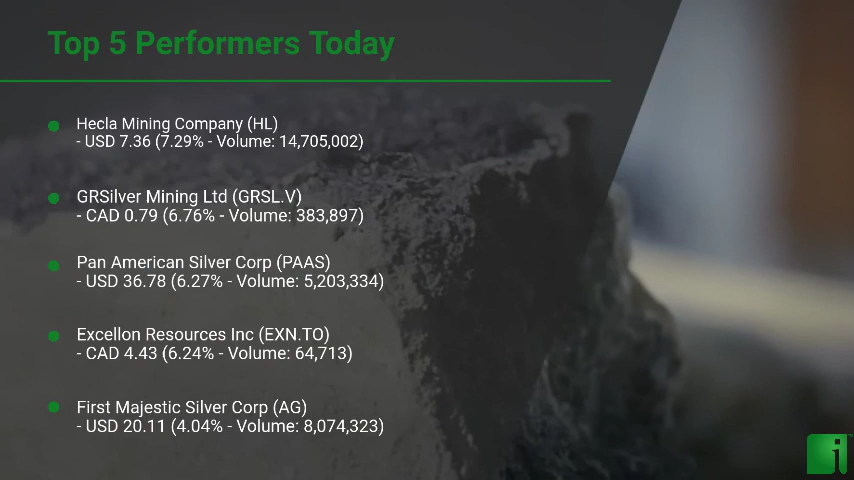 Top 5 Performers Today
Hecla Mining Company (HL)
- USD 7.36 (7.29% - Volume: 14,705,002)
GRSilver Mining Ltd (GRSL.V)
- CAD 0.79 (6.76% - Volume: 383,897)
Pan American Silver Corp (PAAS)
- USD 36.78 (6.27% - Volume: 5,203,334)
Excellon Resources Inc (EXN.TO)
- CAD 4.43 (6.24% - Volume: 64,713)
First Majestic Silver Corp (AG)
- USD 20.11 (4.04% - Volume: 8,074,323)
i